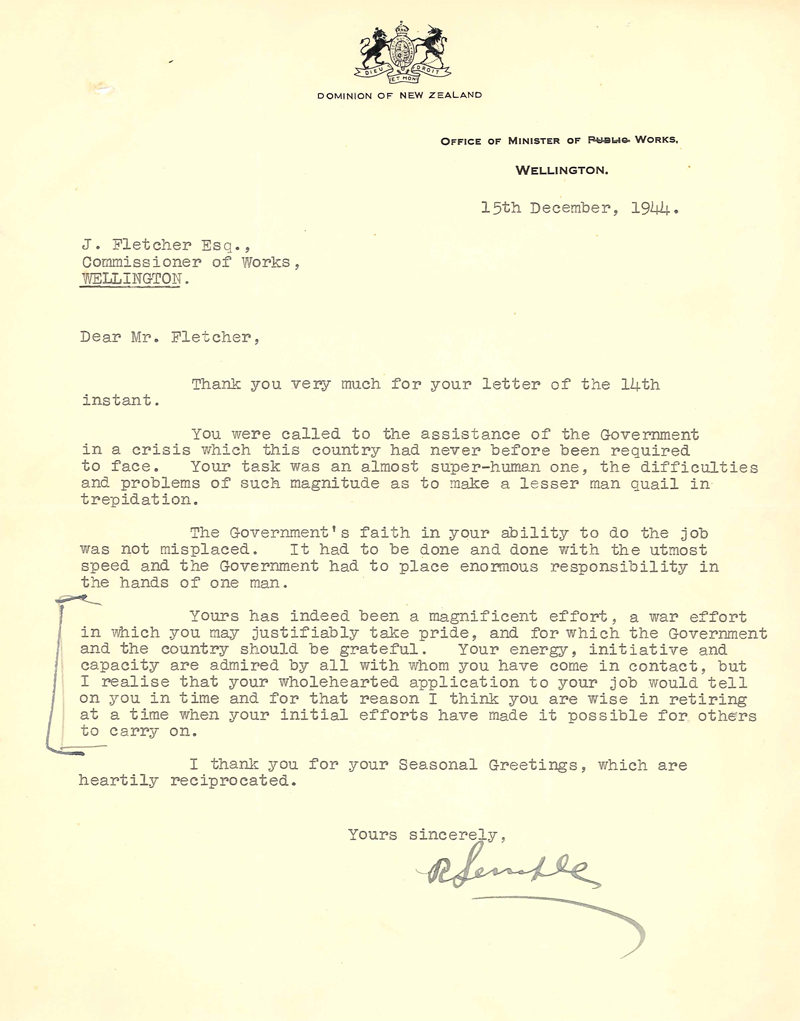 DIEU ET MON DROIT
DOMINION OF NEW ZEALAND
OFFICE OF MINISTER OF PUBLIC WORKS,
WELLINGTON.
15th December, 1944.
J. Fletcher Esq.,
Commissioner of Works,
WELLINGTON.
Dear Mr. Fletcher,
Thank you very much for your letter of the 14th
instant.
You were called to the assistance of the Government
in a crisis which this country had never before been required
to face. Your task was an almost super-human one, the difficulties
and problems of such magnitude as to make a lesser man quail in
trepidation.
The Government's faith in your ability to do the job
was not misplaced. It had to be done and done with the utmost
speed and the Government had to place enormous responsibility in
the hands of one man.
Yours has indeed been a magnificent effort, a war effort
in which you may justifiably take pride, and for which the Government
and the country should be grateful. Your energy, initiative and
capacity are admired by all with whom you have come in contact, but
I realise that your wholehearted application to your job would tell
on you in time and for that reason I think you are wise in retiring
at a time when your initial efforts have made it possible for others
to carry on.
I thank you for your Seasonal Greetings, which are
heartily reciprocated.
Yours sincerely,
R Semple